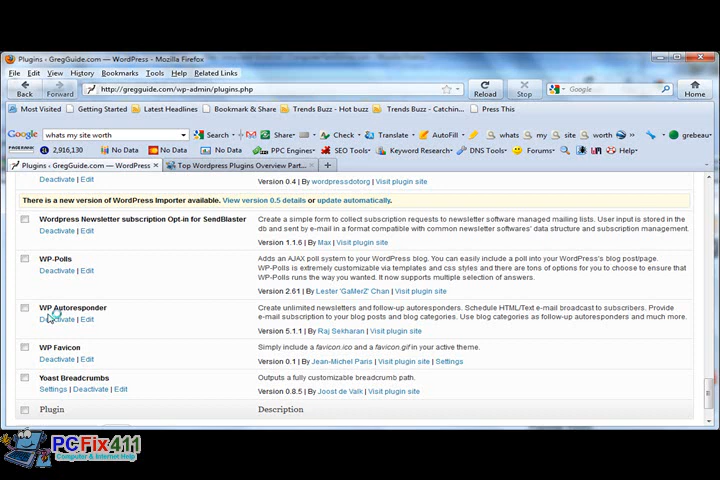 Plugins ‹ GregGuide.com — WordPress - Mozilla Firefox
File Edit View History Bookmarks Tools Help Related Links
Back Forward http://gregguide.com/wp-admin/plugins.php Reload Stop Google Home
Most Visited Getting Started Latest Headlines Bookmark & Share Trends Buzz - Hot buzz Trends Buzz - Catchin... Press This
Google whats my site worth Search Share Check Translate AutoFill whats my site worth grebeau
PAGERANK 2,916,130 PPC Engines SEO Tools No Data No Data No Data Keyword Research DNS Tools Forums Blogs Help
Plugins ‹ GregGuide.com — WordPress Top Wordpress Plugins Overview Part...
Deactivate | Edit Version 0.4 | By wordpressdotorg | Visit plugin site
There is a new version of WordPress Importer available. View version 0.5 details or update automatically.
Wordpress Newsletter subscription Opt-in for SendBlaster Create a simple form to collect subscription requests to newsletter software managed mailing lists. User input is stored in the
Deactivate | Edit db and sent by e-mail in a format compatible with common newsletter softwares' data structure and subscription management.
Version 1.1.6 | By Max | Visit plugin site
WP-Polls Adds an AJAX poll system to your WordPress blog. You can easily include a poll into your WordPress's blog post/page.
Deactivate | Edit WP-Polls is extremely customizable via templates and css styles and there are tons of options for you to choose to ensure that
WP-Polls runs the way you wanted. It now supports multiple selection of answers.
Version 2.61 | By Lester 'GaMerZ' Chan | Visit plugin site
WP Autoresponder Create unlimited newsletters and follow-up autoresponders. Schedule HTML/Text e-mail broadcast to subscribers. Provide
Deactivate | Edit e-mail subscription to your blog posts and blog categories. Use blog categories as follow-up autoresponders and much more.
Version 5.1.1 | By Raj Sekharan | Visit plugin site
WP Favicon Simply include a favicon.ico and a favicon.gif in your active theme.
Deactivate | Edit Version 0.1 | By Jean-Michel Paris | Visit plugin site | Settings
Yoast Breadcrumbs Outputs a fully customizable breadcrumb path.
Settings | Deactivate | Edit Version 0.8.5 | By Joost de Valk | Visit plugin site
Plugin Description
PCFix411
Computer & Internet Help